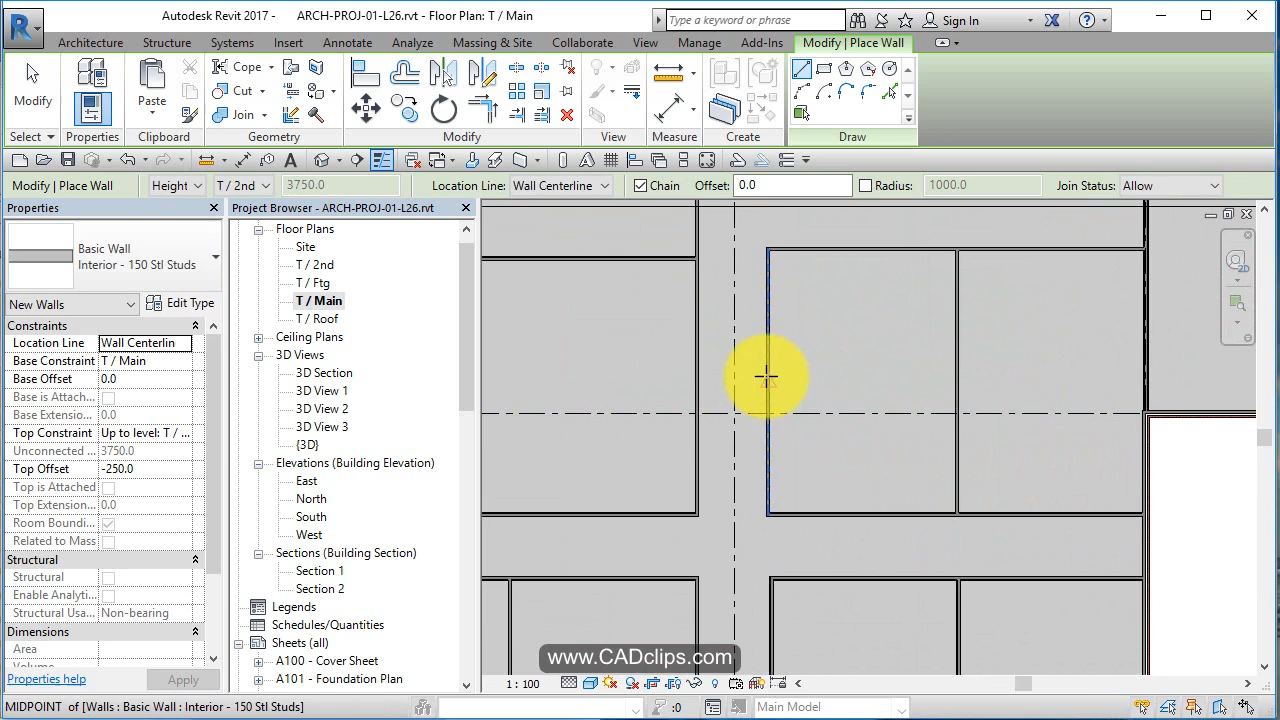 Autodesk Revit 2017 - ARCH-PROJ-01-L26.rvt - Floor Plan: T / Main
Type a keyword or phrase
Sign In
Architecture Structure Systems Insert Annotate Analyze Massing & Site Collaborate View Manage Add-Ins Modify | Place Wall
Modify
Paste
Cope
Cut
Join
Select Properties Clipboard Geometry Modify View Measure Create Draw
Modify | Place Wall Height T / 2nd 3750.0 Location Line: Wall Centerline Chain Offset: 0.0 Radius: 1000.0 Join Status: Allow
Properties
Basic Wall
Interior - 150 Stl Studs
New Walls Edit Type
Constraints
Location Line Wall Centerlin
Base Constraint T / Main
Base Offset 0.0
Base is Attach...
Base Extensio... 0.0
Top Constraint Up to level: T / ...
Unconnected ... 3750.0
Top Offset -250.0
Top is Attached
Top Extension... 0.0
Room Boundi...
Related to Mass
Structural
Structural
Enable Analyti...
Structural Usa... Non-bearing
Dimensions
Area
Volume
Properties help Apply
Project Browser - ARCH-PROJ-01-L26.rvt
Floor Plans
Site
T / 2nd
T / Ftg
T / Main
T / Roof
Ceiling Plans
3D Views
3D Section
3D View 1
3D View 2
3D View 3
{3D}
Elevations (Building Elevation)
East
North
South
West
Sections (Building Section)
Section 1
Section 2
Legends
Schedules/Quantities
Sheets (all)
A100 - Cover Sheet
A101 - Foundation Plan
2D
www.CADclips.com
1 : 100
MIDPOINT of [Walls : Basic Wall : Interior - 150 Stl Studs]
:0
Main Model